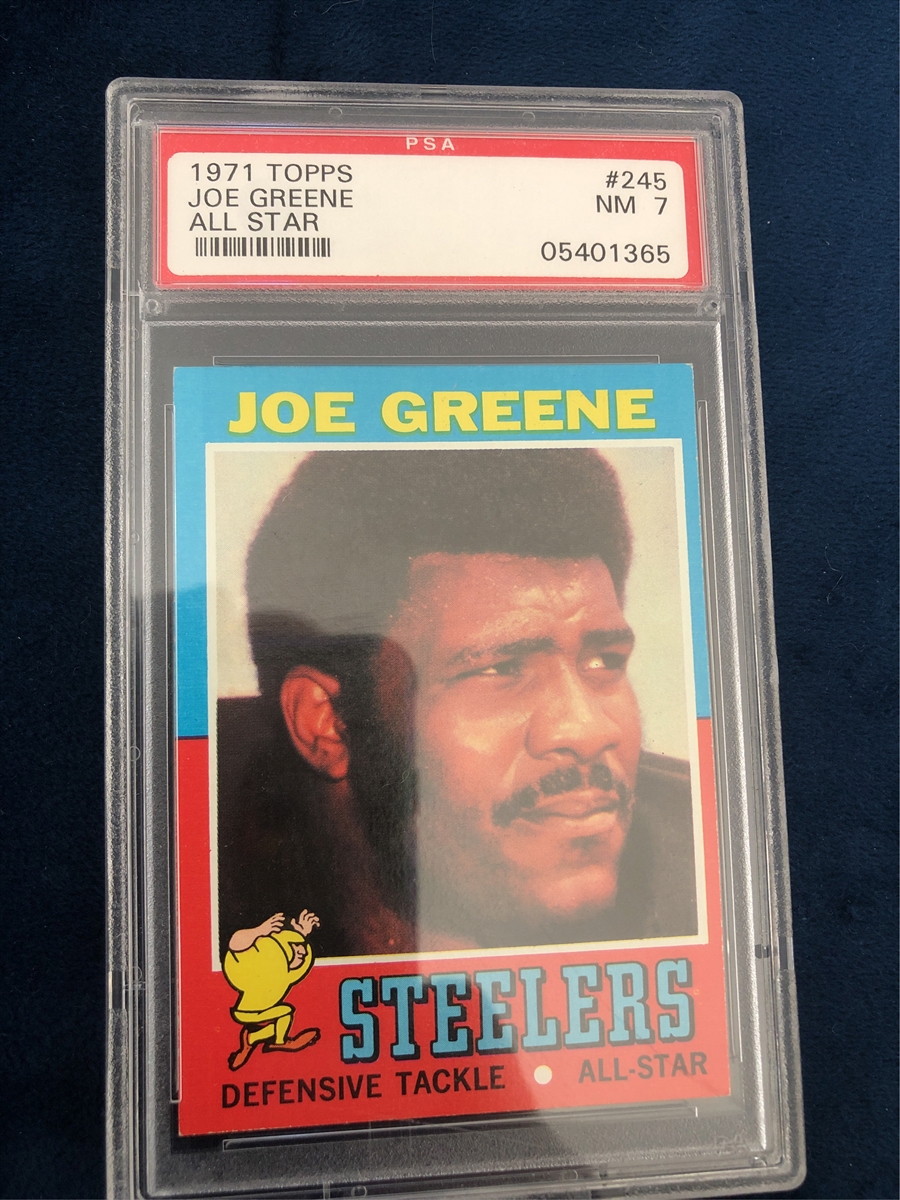 PSA
1971 TOPPS #245
JOE GREENE NM 7
ALL STAR
05401365
JOE GREENE
STEELERS
DEFENSIVE TACKLE ALL-STAR